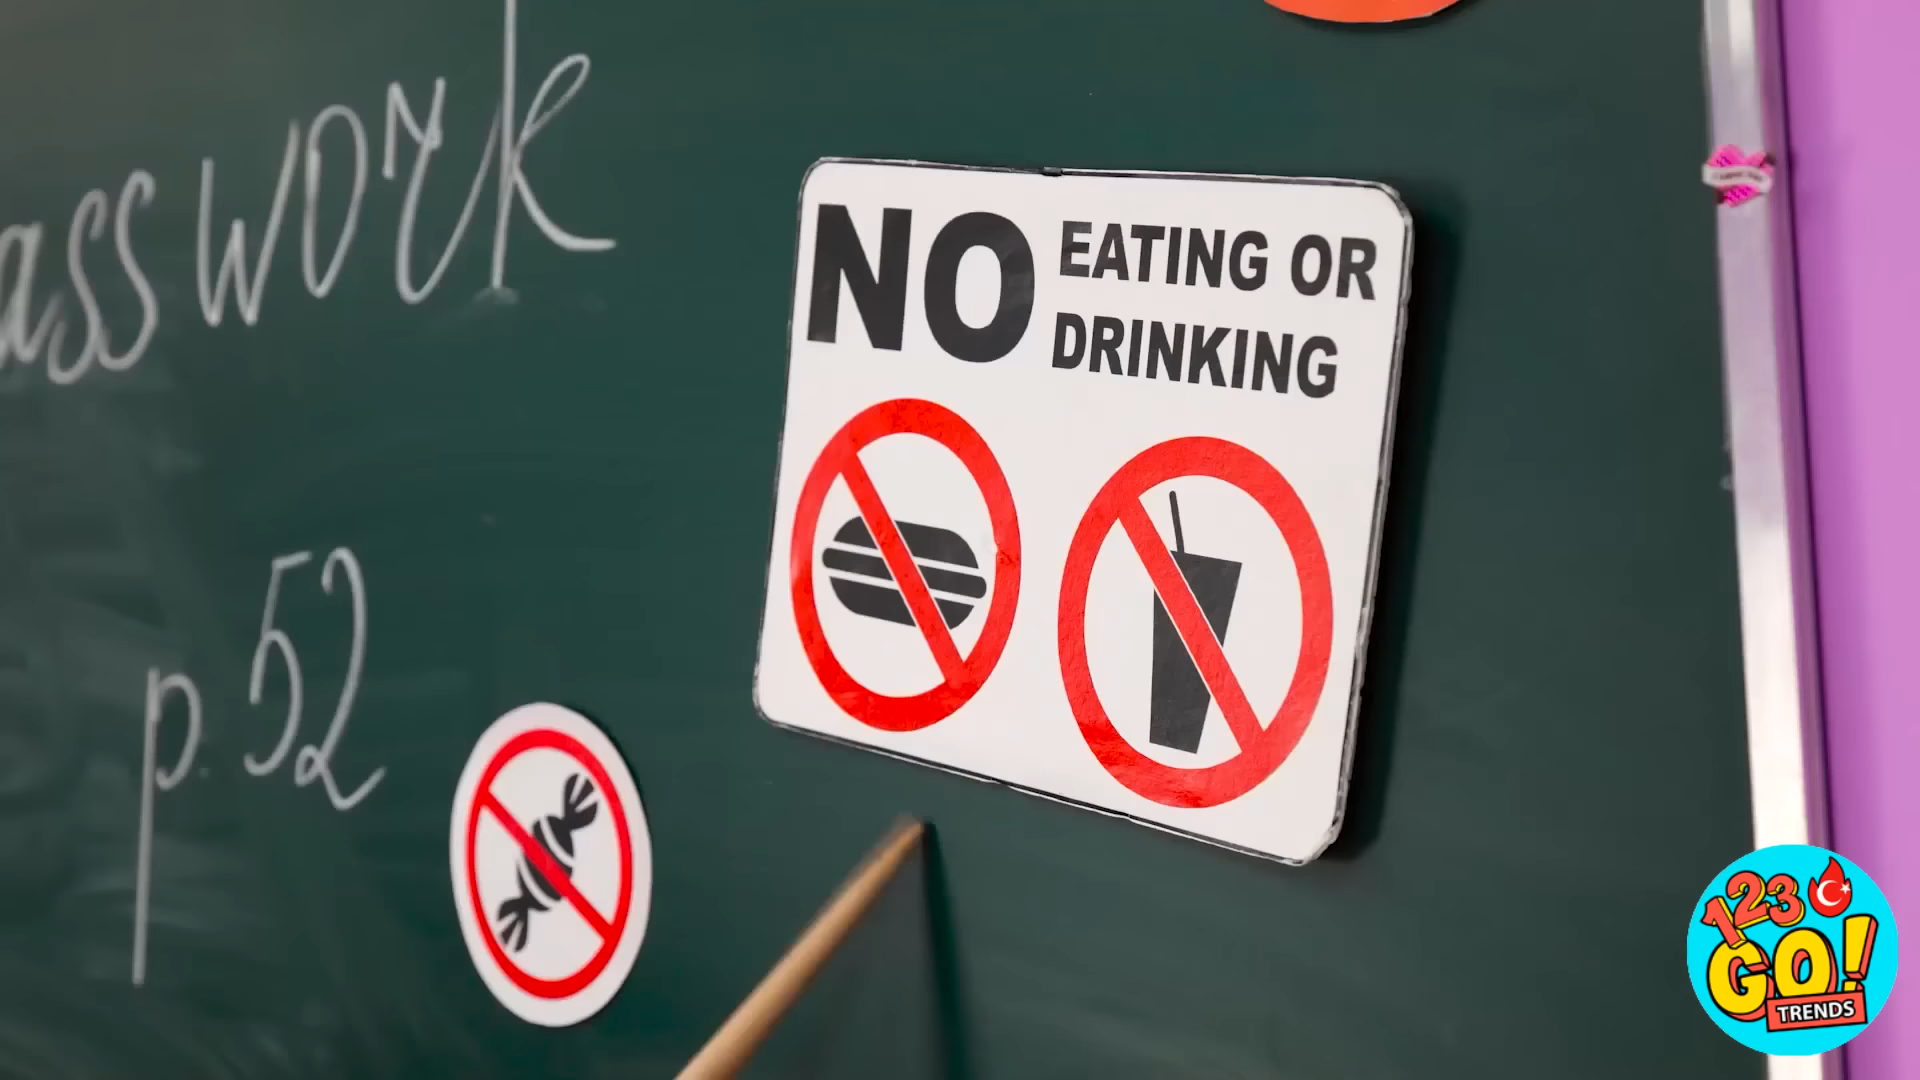 asswork
p. 52
NO EATING OR
DRINKING
123
GO!
TRENDS